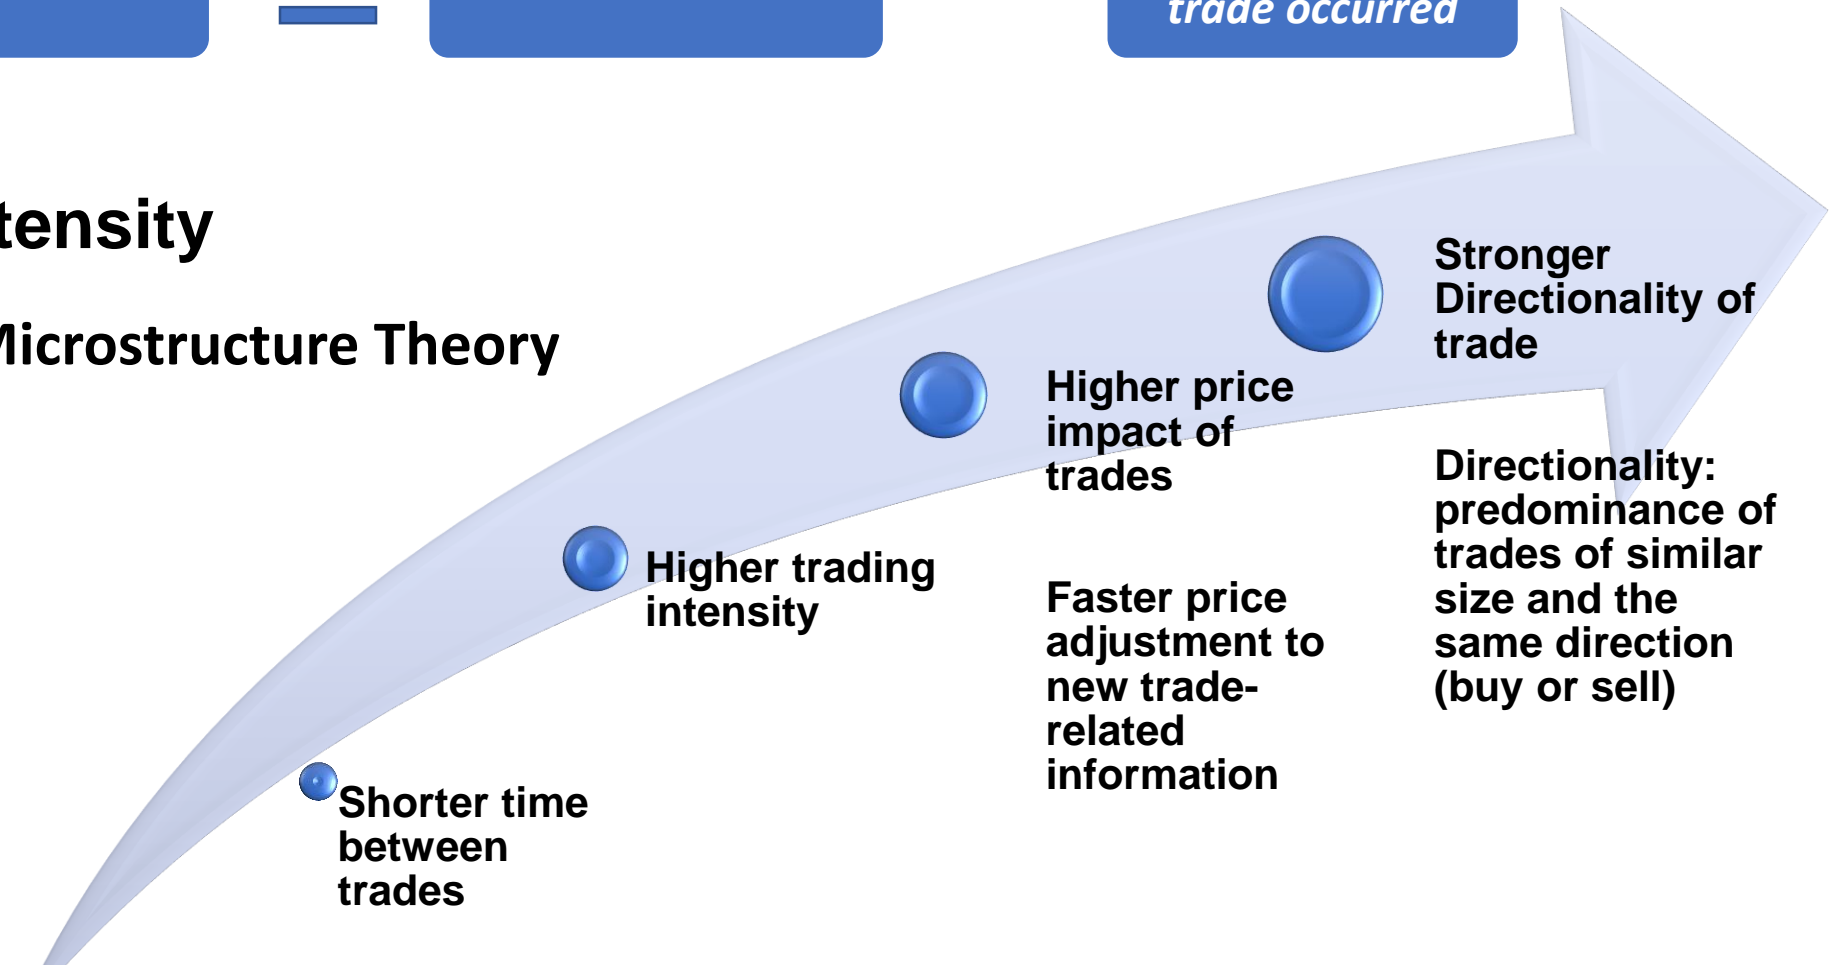 trade occurred
tensity
Microstructure Theory
Stronger
Directionality of
trade
Directionality:
predominance of
trades of similar
size and the
same direction
(buy or sell)
Higher price
impact of
trades
Faster price
adjustment to
new trade-
related
information
Higher trading
intensity
Shorter time
between
trades